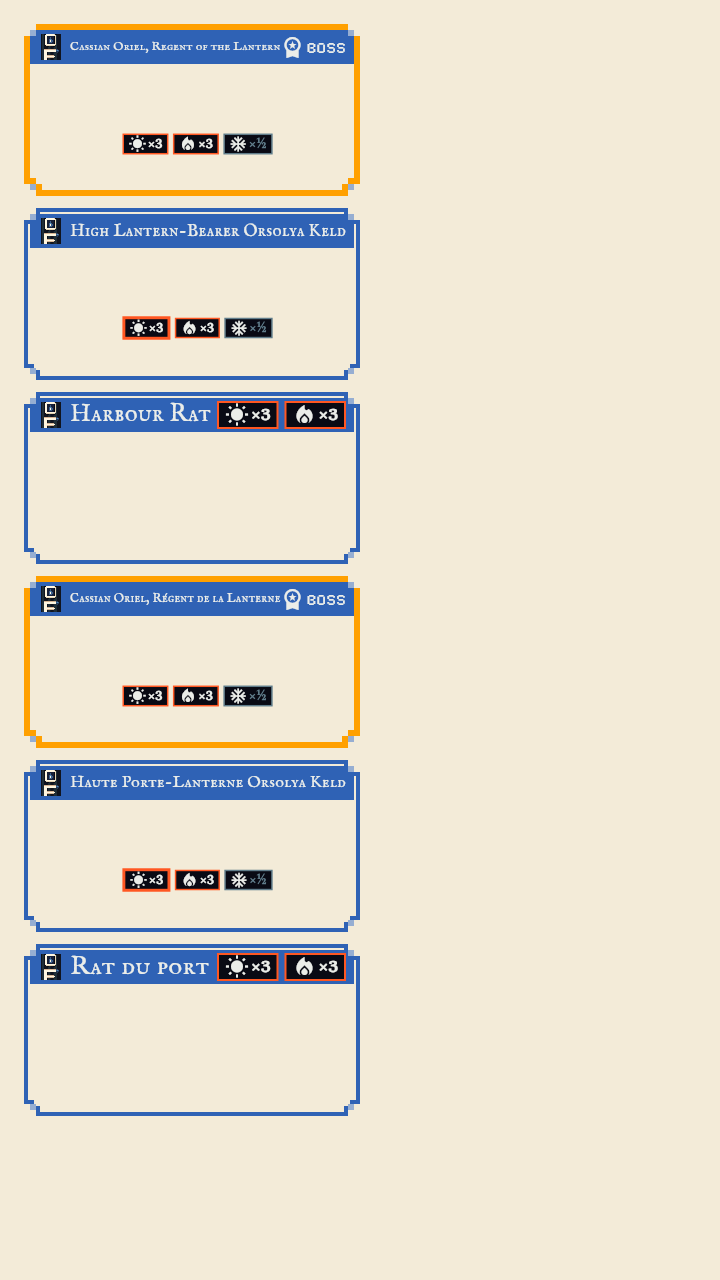 Cassian Oriel, Regent of the Lantern BOSS
×3 ×3 ×½
High Lantern-Bearer Orsolya Keld
×3 ×3 ×½
Harbour Rat ×3 ×3
Cassian Oriel, Régent de la Lanterne BOSS
×3 ×3 ×½
Haute Porte-Lanterne Orsolya Keld
×3 ×3 ×½
Rat du port ×3 ×3